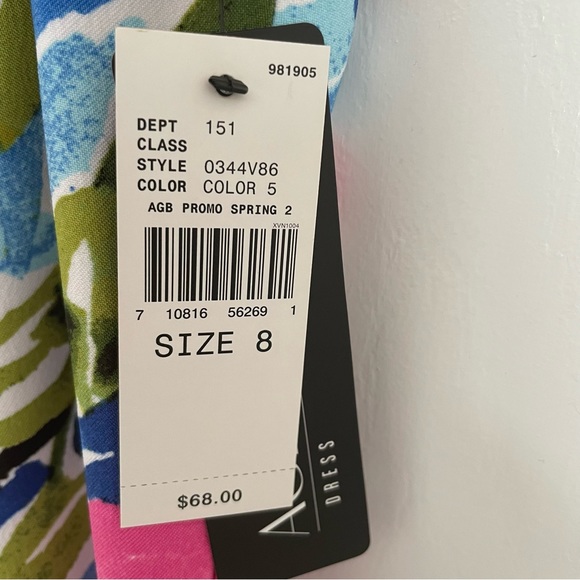 981905
DEPT 151
CLASS
STYLE 0344V86
COLOR COLOR 5
AGB PROMO SPRING 2
XVN1004
7 10816 56269 1
SIZE 8
$68.00
DRESS